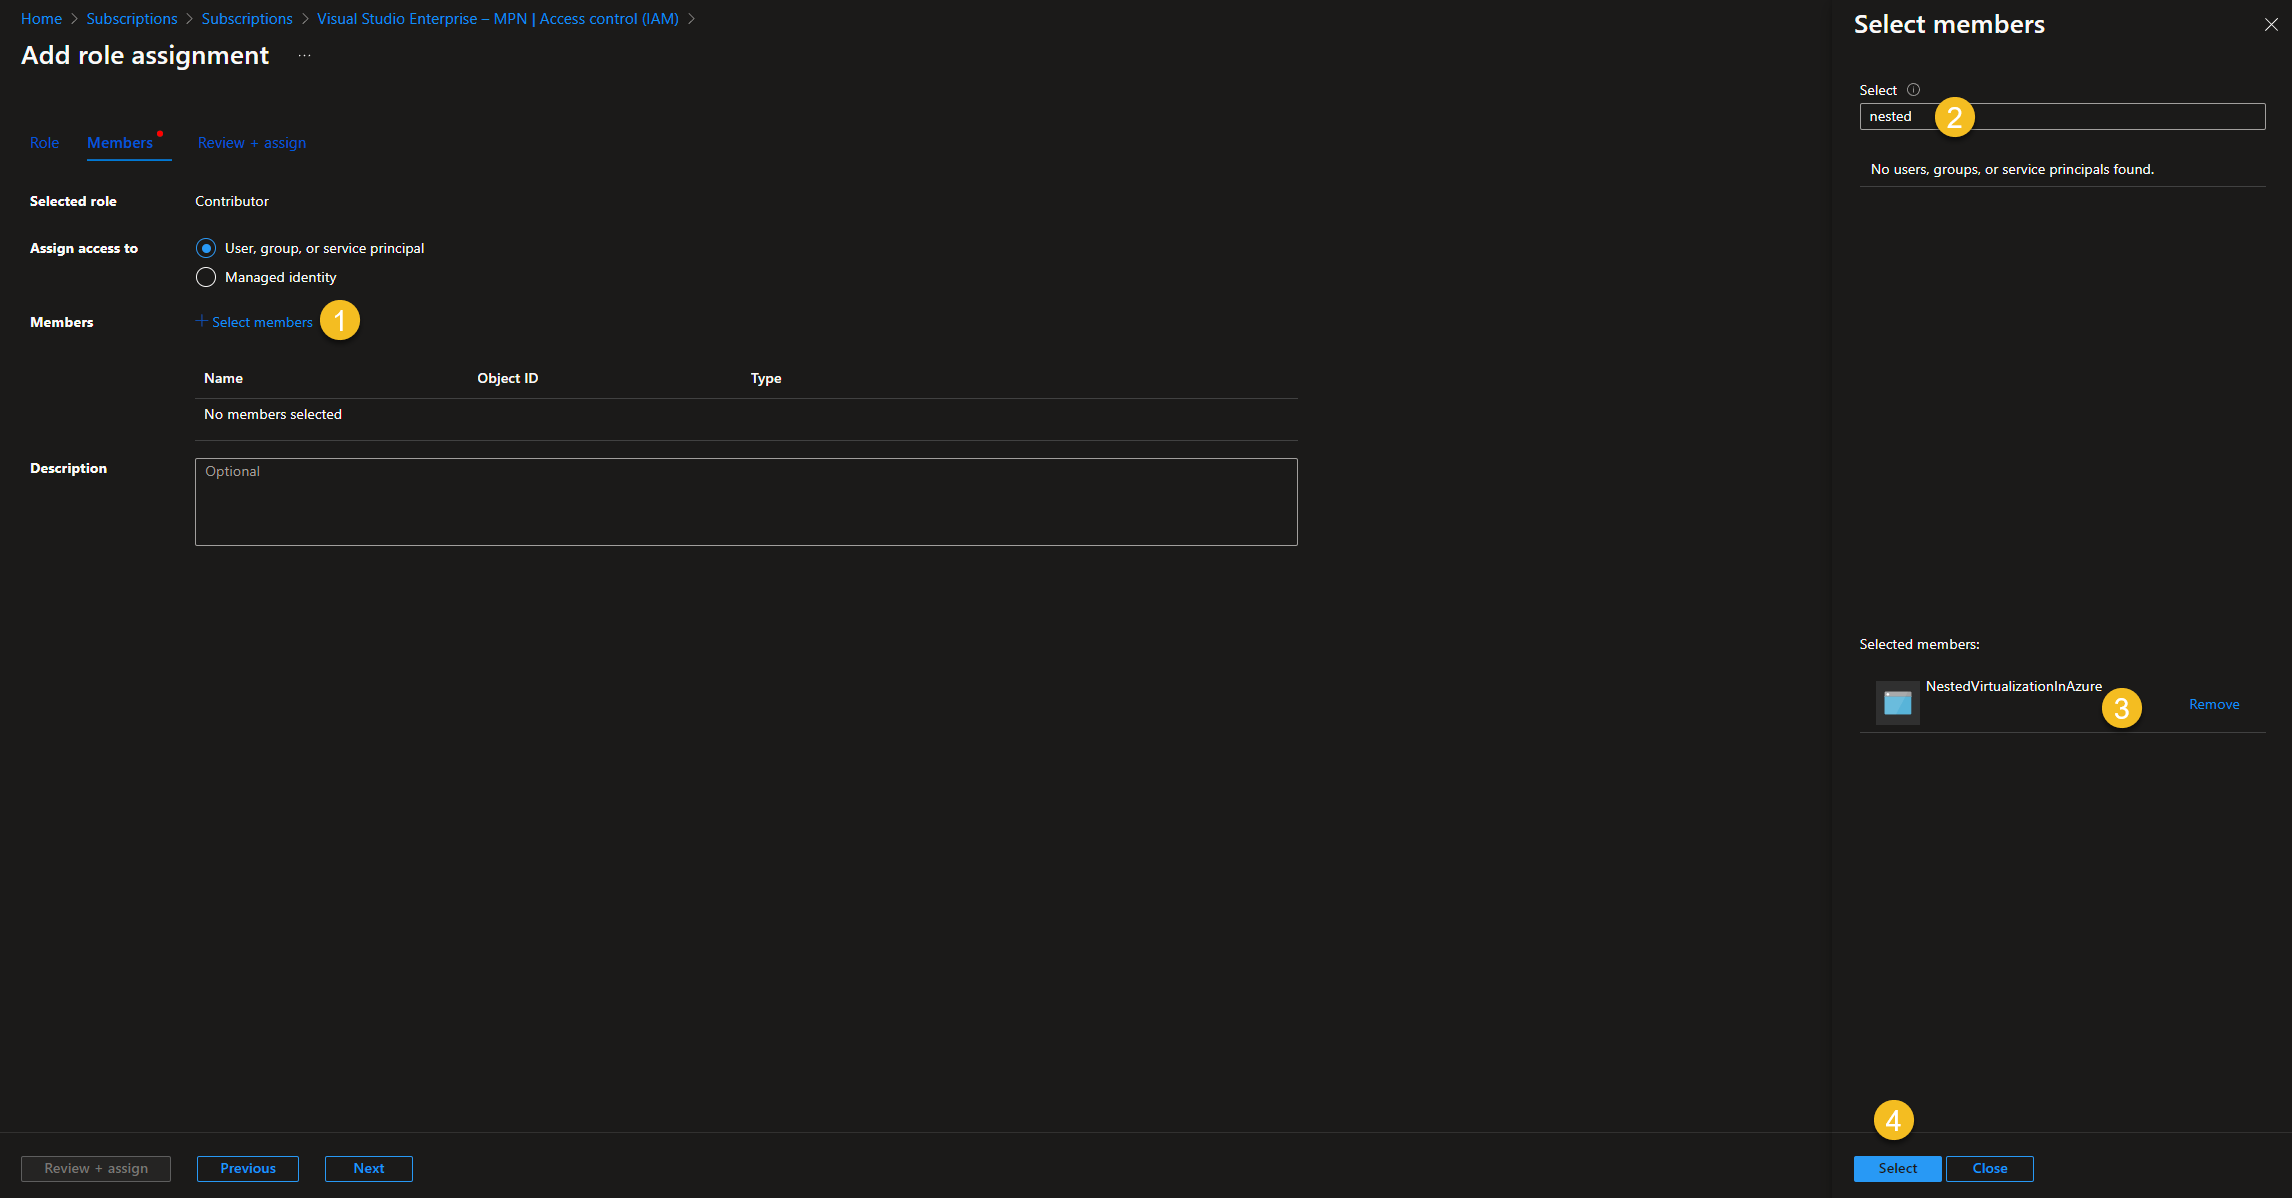 Home > Subscriptions > Subscriptions > Visual Studio Enterprise – MPN | Access control (IAM) >
Add role assignment ...
Role Members Review + assign
Selected role Contributor
Assign access to User, group, or service principal
Managed identity
Members + Select members 1
Name Object ID Type
No members selected
Description Optional
Review + assign Previous Next
Select members
Select
nested 2
No users, groups, or service principals found.
Selected members:
NestedVirtualizationInAzure
3 Remove
4
Select Close